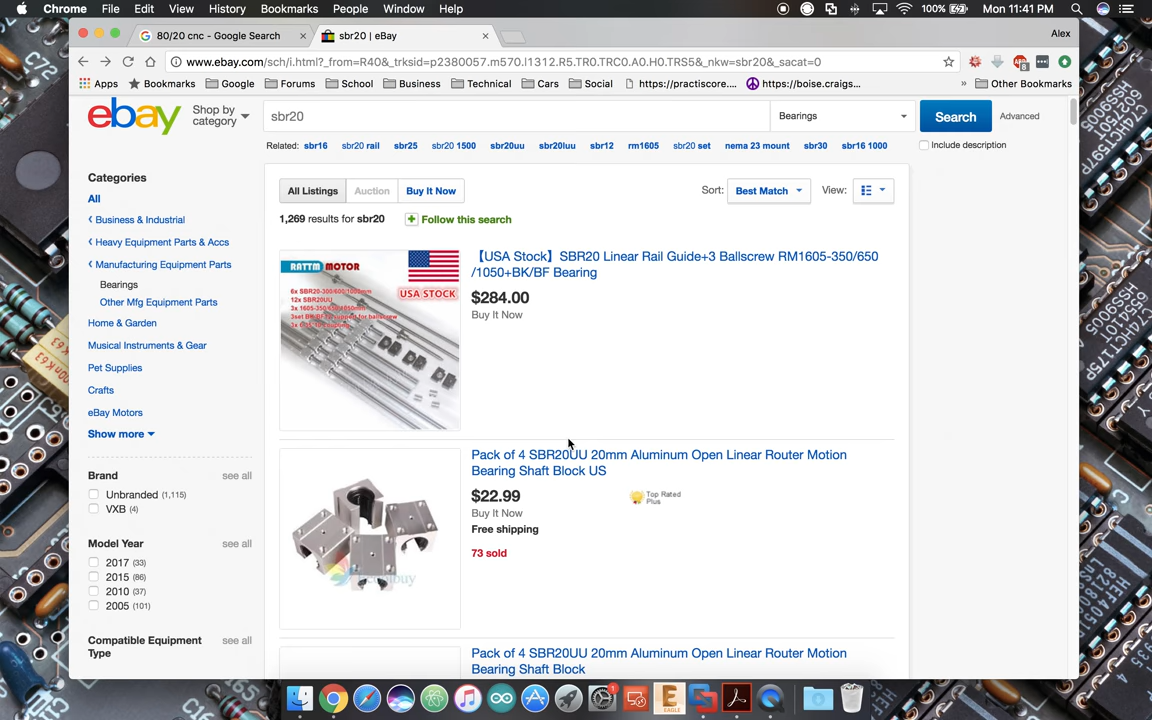 Chrome File Edit View History Bookmarks People Window Help 100% Mon 11:41 PM
80/20 cnc - Google Search sbr20 | eBay Alex
www.ebay.com/sch/i.html?_from=R40&_trksid=p2380057.m570.l1312.R5.TR0.TRC0.A0.H0.TRS5&_nkw=sbr20&_sacat=0
Apps Bookmarks Google Forums School Business Technical Cars Social https://practiscore.... https://boise.craigs... » Other Bookmarks
ebay Shop by category sbr20 Bearings Search Advanced
Related: sbr16 sbr20 rail sbr25 sbr20 1500 sbr20uu sbr20luu sbr12 rm1605 sbr20 set nema 23 mount sbr30 sbr16 1000 Include description
Categories
All
Business & Industrial
Heavy Equipment Parts & Accs
Manufacturing Equipment Parts
Bearings
Other Mfg Equipment Parts
Home & Garden
Musical Instruments & Gear
Pet Supplies
Crafts
eBay Motors
Show more
Brand see all
Unbranded (1,115)
VXB (4)
Model Year see all
2017 (33)
2015 (86)
2010 (37)
2005 (101)
Compatible Equipment Type see all
All Listings Auction Buy It Now Sort: Best Match View:
1,269 results for sbr20 Follow this search
RATTM MOTOR
USA STOCK
6x SBR20-300/600/1000mm
12x SBR20UU
【USA Stock】SBR20 Linear Rail Guide+3 Ballscrew RM1605-350/650
/1050+BK/BF Bearing
$284.00
Buy It Now
Pack of 4 SBR20UU 20mm Aluminum Open Linear Router Motion
Bearing Shaft Block US
$22.99
Buy It Now
Free shipping
73 sold
Top Rated
Plus
Pack of 4 SBR20UU 20mm Aluminum Open Linear Router Motion
Bearing Shaft Block
EAGLE